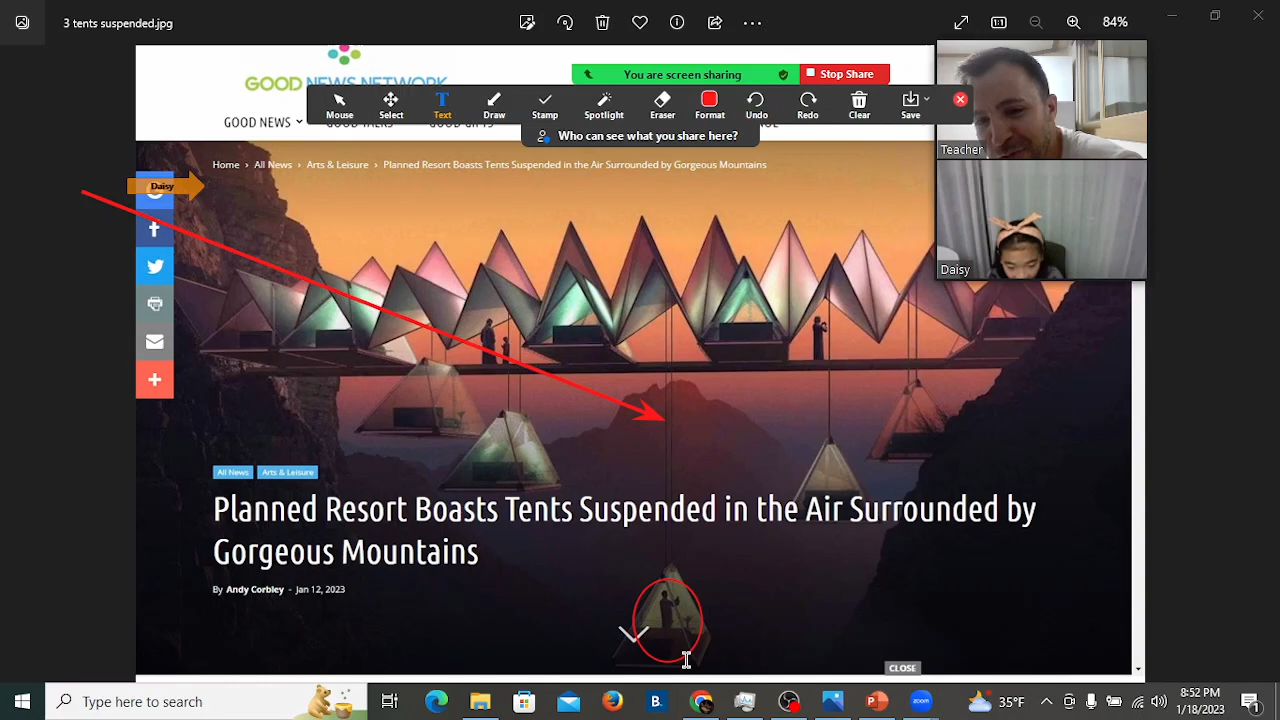 3 tents suspended.jpg
84%
GOOD NEWS NETWORK
You are screen sharing
Stop Share
Mouse
Select
Text
Draw
Stamp
Spotlight
Eraser
Format
Undo
Redo
Clear
Save
GOOD NEWS
GOOD TALKS
GOOD GIFTS
Who can see what you share here?
Teacher
Home › All News › Arts & Leisure › Planned Resort Boasts Tents Suspended in the Air Surrounded by Gorgeous Mountains
Daisy
Daisy
All News Arts & Leisure
Planned Resort Boasts Tents Suspended in the Air Surrounded by
Gorgeous Mountains
By Andy Corbley - Jan 12, 2023
CLOSE
Type here to search
35°F
8:52 PM
1/18/2023